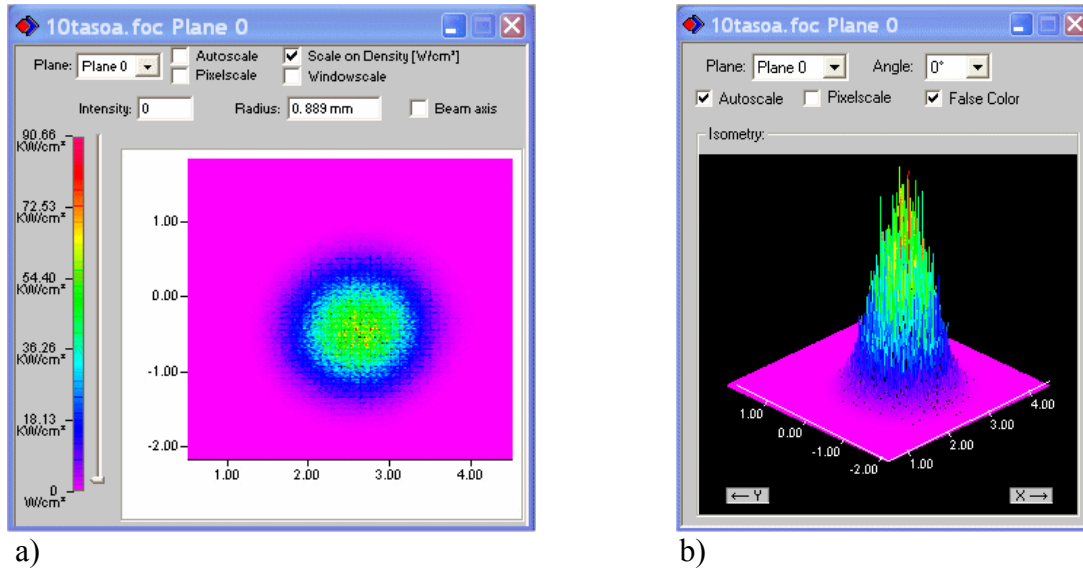 10tasoa.foc Plane 0
Plane: Plane 0
Autoscale
Scale on Density [W/cm²]
Pixelscale
Windowscale
Intensity: 0
Radius: 0.889 mm
Beam axis
90.66
KW/cm²
72.53
KW/cm²
54.40
KW/cm²
36.26
KW/cm²
18.13
KW/cm²
0
W/cm²
1.00
0.00
-1.00
-2.00
1.00 2.00 3.00 4.00
a)
10tasoa.foc Plane 0
Plane: Plane 0
Angle: 0°
Autoscale
Pixelscale
False Color
Isometry:
1.00
0.00
-1.00
-2.00
1.00
2.00
3.00
4.00
← Y
X →
b)